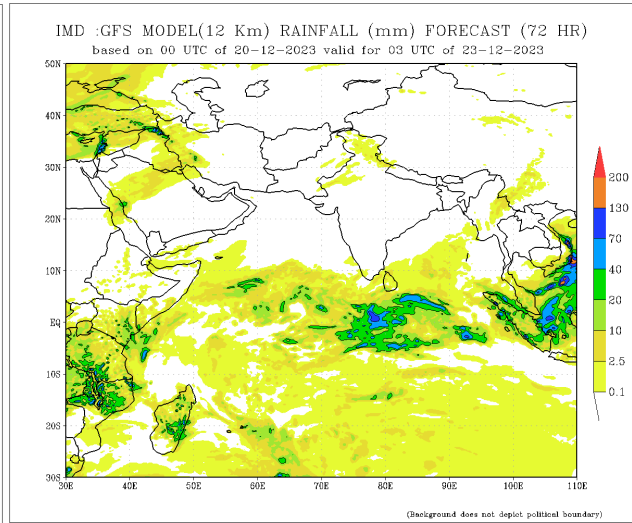 IMD :GFS MODEL(12 Km) RAINFALL (mm) FORECAST (72 HR)
based on 00 UTC of 20-12-2023 valid for 03 UTC of 23-12-2023
50N
40N
30N
20N
10N
EQ
10S
20S
30S
30E 40E 50E 60E 70E 80E 90E 100E 110E
200
130
70
40
20
10
2.5
0.1
(Background does not depict political boundary)